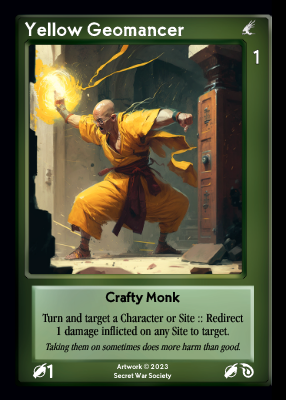 Yellow Geomancer
1
Crafty Monk
Turn and target a Character or Site :: Redirect
1 damage inflicted on any Site to target.
Taking them on sometimes does more harm than good.
1
Artwork © 2023
Secret War Society